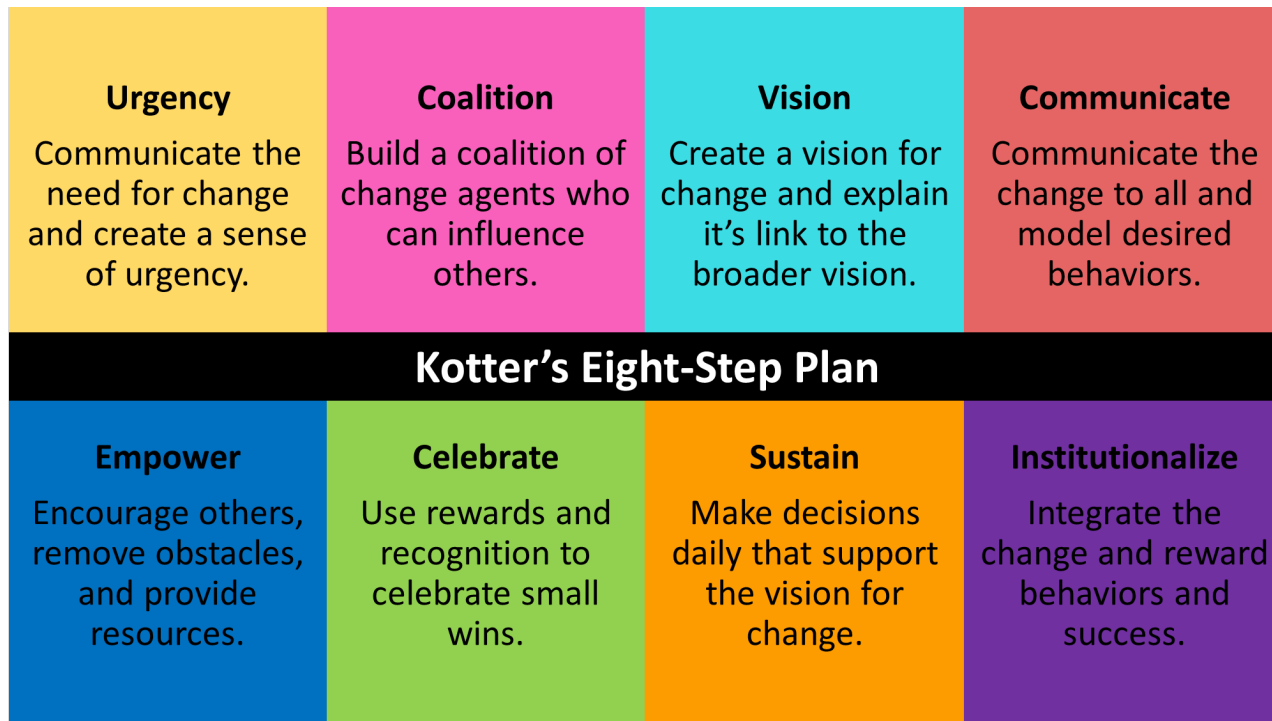 Urgency
Communicate the
need for change
and create a sense
of urgency.
Coalition
Build a coalition of
change agents who
can influence
others.
Vision
Create a vision for
change and explain
it’s link to the
broader vision.
Communicate
Communicate the
change to all and
model desired
behaviors.
Kotter’s Eight-Step Plan
Empower
Encourage others,
remove obstacles,
and provide
resources.
Celebrate
Use rewards and
recognition to
celebrate small
wins.
Sustain
Make decisions
daily that support
the vision for
change.
Institutionalize
Integrate the
change and reward
behaviors and
success.